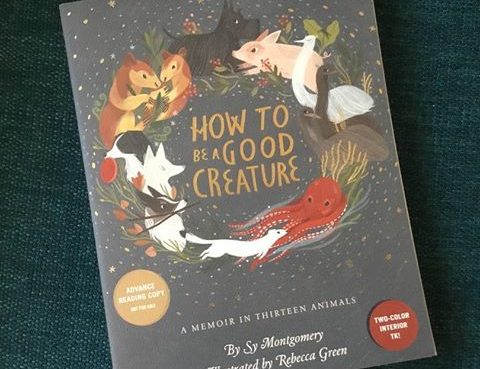 HOW TO
BE A GOOD
CREATURE
ADVANCE
READING COPY
NOT FOR SALE
A MEMOIR IN THIRTEEN ANIMALS
TWO-COLOR
INTERIOR
TK!
By Sy Montgomery
Illustrated by Rebecca Green